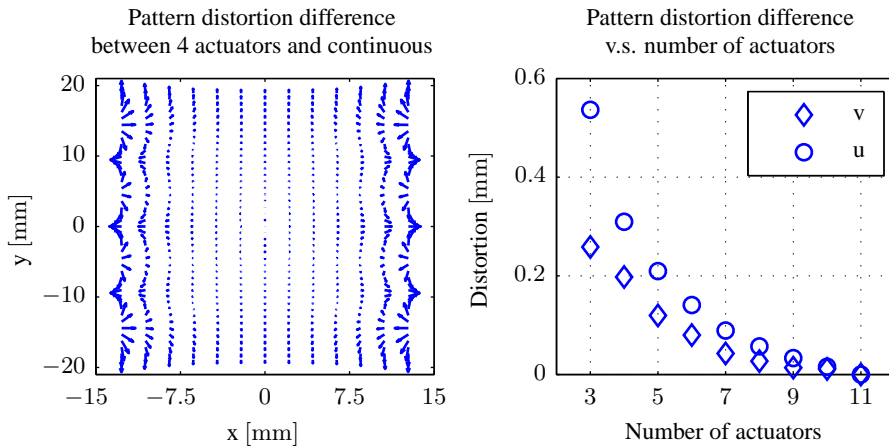 Pattern distortion difference
between 4 actuators and continuous
20
10
0
−10
−20
y [mm]
−15
−7.5
0
7.5
15
x [mm]
Pattern distortion difference
v.s. number of actuators
0.6
0.4
0.2
0
Distortion [mm]
v
u
3
5
7
9
11
Number of actuators